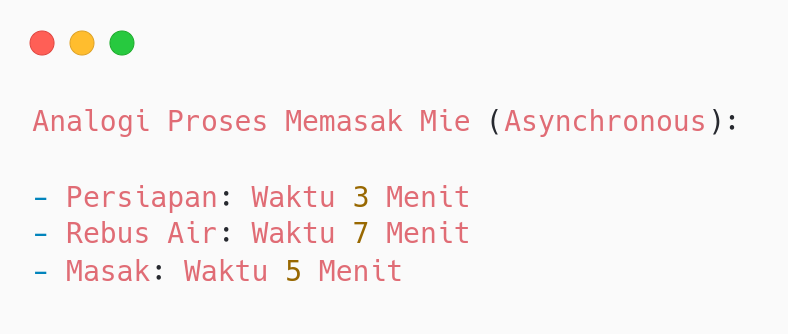 Analogi Proses Memasak Mie (Asynchronous):
- Persiapan: Waktu 3 Menit
- Rebus Air: Waktu 7 Menit
- Masak: Waktu 5 Menit